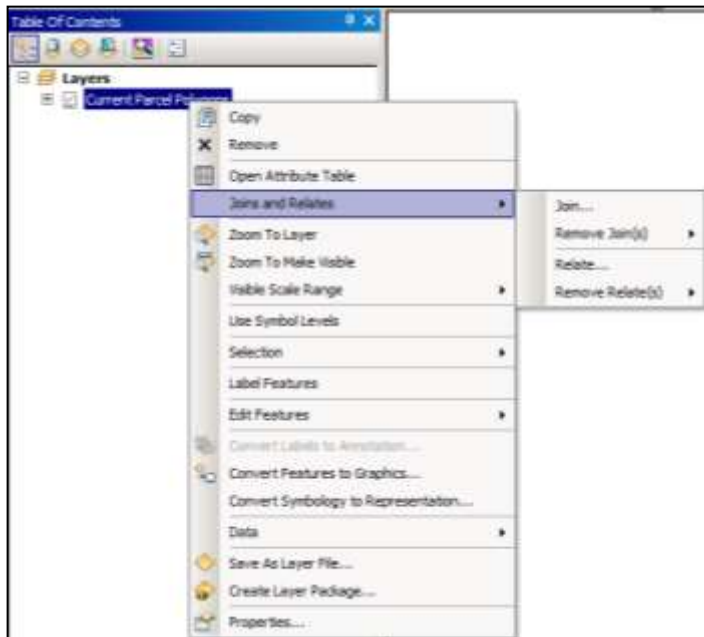 Table Of Contents
Layers
Current Parcel Polygons
Copy
Remove
Open Attribute Table
Joins and Relates
Join...
Remove Join(s)
Relate...
Remove Relate(s)
Zoom To Layer
Zoom To Make Visible
Visible Scale Range
Use Symbol Levels
Selection
Label Features
Edit Features
Convert Labels to Annotation...
Convert Features to Graphics...
Convert Symbology to Representation...
Data
Save As Layer File...
Create Layer Package...
Properties...